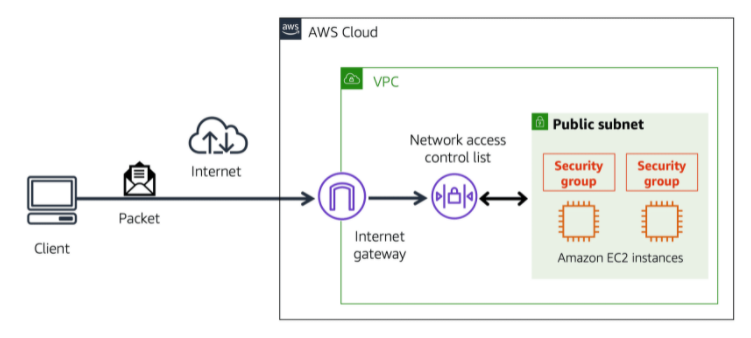 aws
AWS Cloud
VPC
Public subnet
Network access
control list
Security
group
Security
group
Internet
Packet
Client
Internet
gateway
Amazon EC2 instances